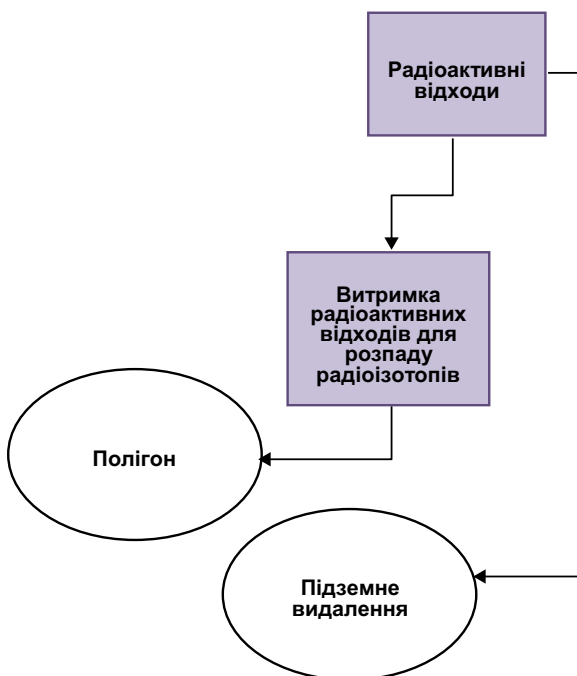 Радіоактивні
відходи
Витримка
радіоактивних
відходів для
розпаду
радіоізотопів
Полігон
Підземне
видалення